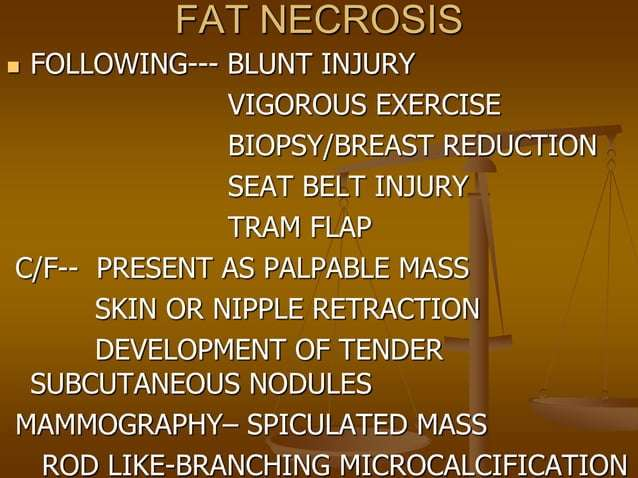 FAT NECROSIS
FOLLOWING--- BLUNT INJURY
VIGOROUS EXERCISE
BIOPSY/BREAST REDUCTION
SEAT BELT INJURY
TRAM FLAP
C/F-- PRESENT AS PALPABLE MASS
SKIN OR NIPPLE RETRACTION
DEVELOPMENT OF TENDER
SUBCUTANEOUS NODULES
MAMMOGRAPHY– SPICULATED MASS
ROD LIKE-BRANCHING MICROCALCIFICATION